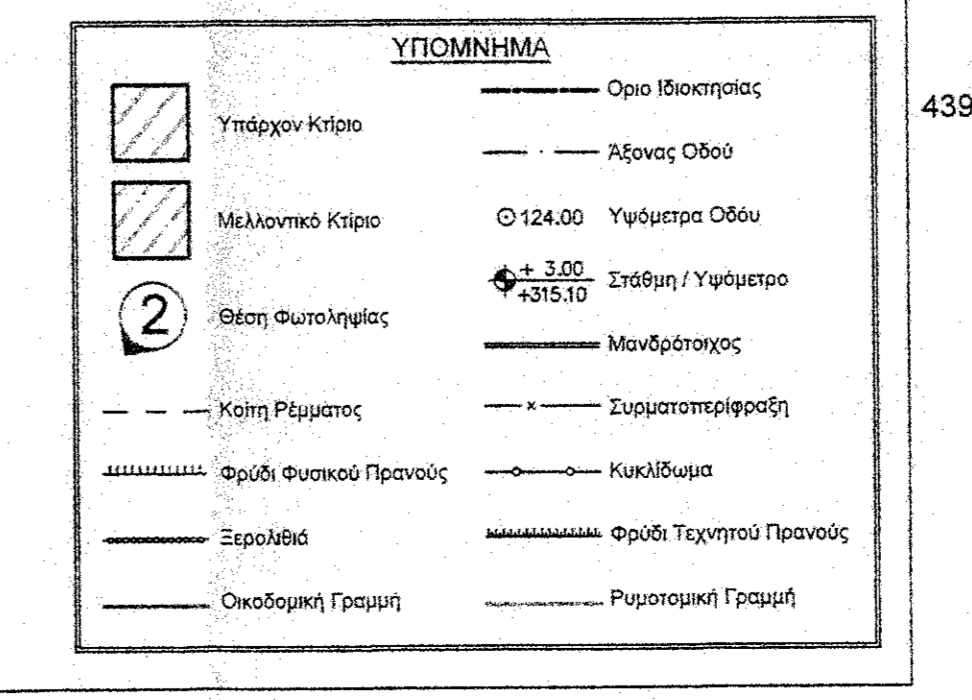 ΥΠΟΜΝΗΜΑ
Υπάρχον Κτίριο
Μελλοντικό Κτίριο
2
Θέση Φωτοληψίας
Κοίτη Ρέμματος
Φρύδι Φυσικού Πρανούς
Ξερολιθιά
Οικοδομική Γραμμή
Οριο Ιδιοκτησίας
Άξονας Οδού
124.00 Υψόμετρα Οδόυ
+ 3.00
+315.10
Στάθμη / Υψόμετρο
Μανδρότοιχος
Συρματοπερίφραξη
Κυκλίδωμα
Φρύδι Τεχνητού Πρανούς
Ρυμοτομική Γραμμή
439